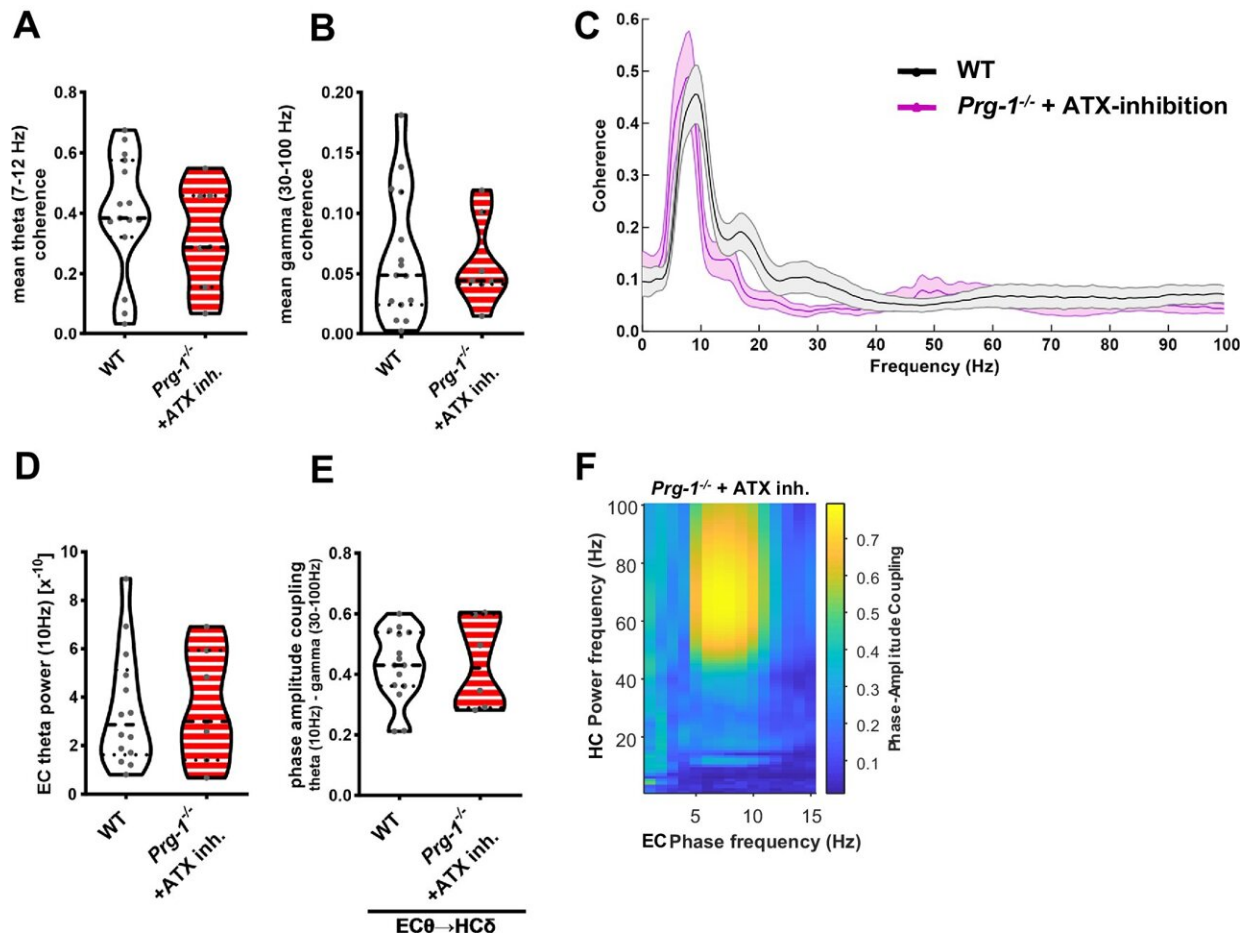 A
mean theta (7-12 Hz)
coherence
0.8
0.6
0.4
0.2
0.0
WT
Prg-1-/-
+ATX inh.
B
mean gamma (30-100 Hz)
coherence
0.20
0.15
0.10
0.05
0.00
WT
Prg-1-/-
+ATX inh.
C
Coherence
0.6
0.5
0.4
0.3
0.2
0.1
0.0
0 10 20 30 40 50 60 70 80 90 100
Frequency (Hz)
WT
Prg-1-/- + ATX-inhibition
D
EC theta power (10Hz) [x-10]
10
8
6
4
2
0
WT
Prg-1-/-
+ATX inh.
E
phase amplitude coupling
theta (10Hz) - gamma (30-100Hz)
0.8
0.6
0.4
0.2
0.0
WT
Prg-1-/-
+ATX inh.
ECθ→HCδ
F
Prg-1-/- + ATX inh.
HC Power frequency (Hz)
100
80
60
40
20
5 10 15
EC Phase frequency (Hz)
0.7
0.6
0.5
0.4
0.3
0.2
0.1
Phase-Amplitude Coupling